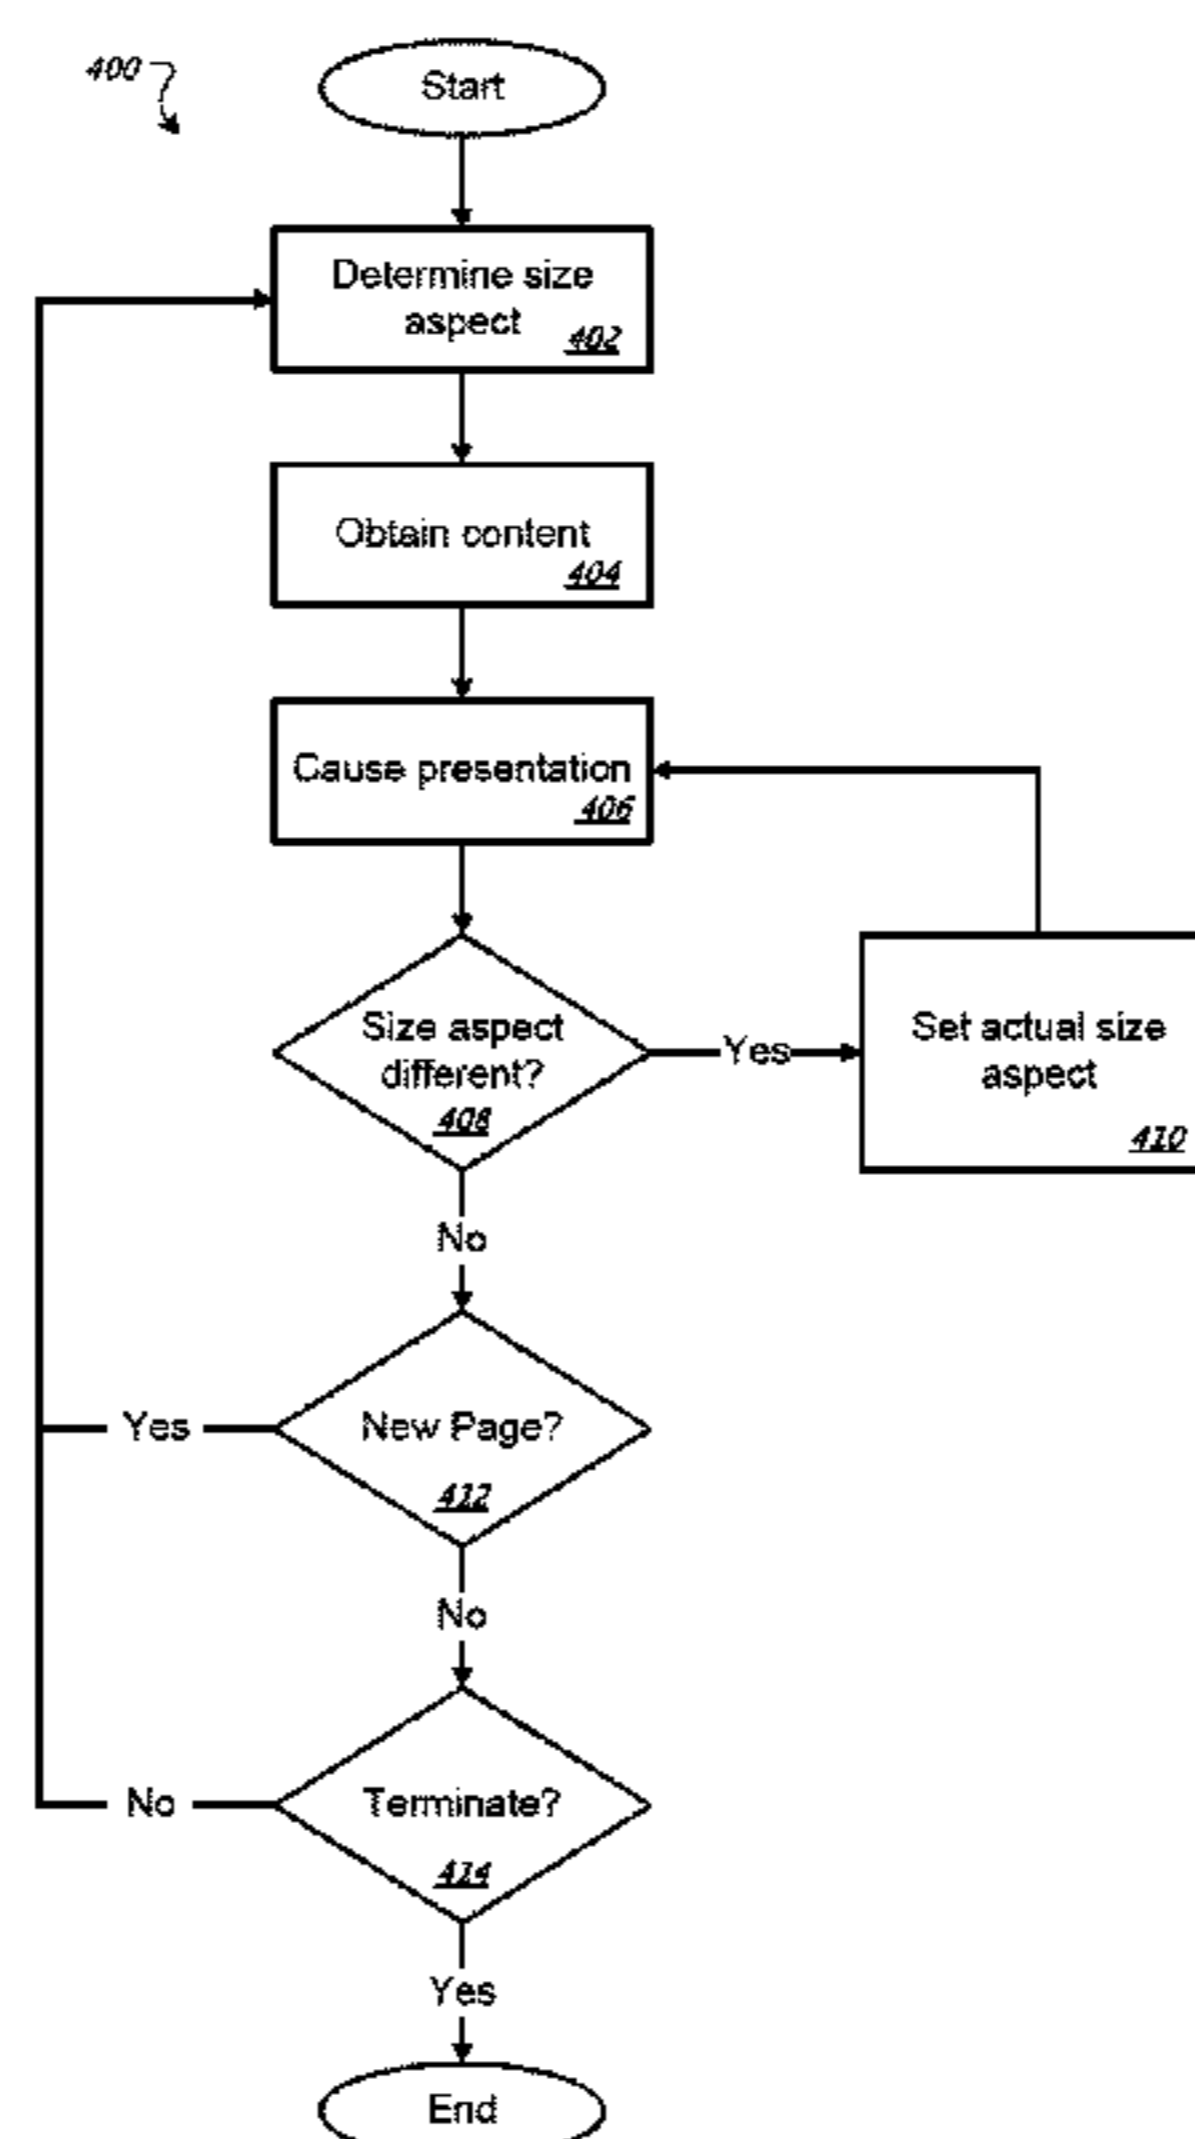 400
Start
Determine size
aspect
402
Obtain content
404
Cause presentation
406
Size aspect
different?
408
Yes
Set actual size
aspect
410
No
New Page?
412
Yes
No
Terminate?
414
No
Yes
End